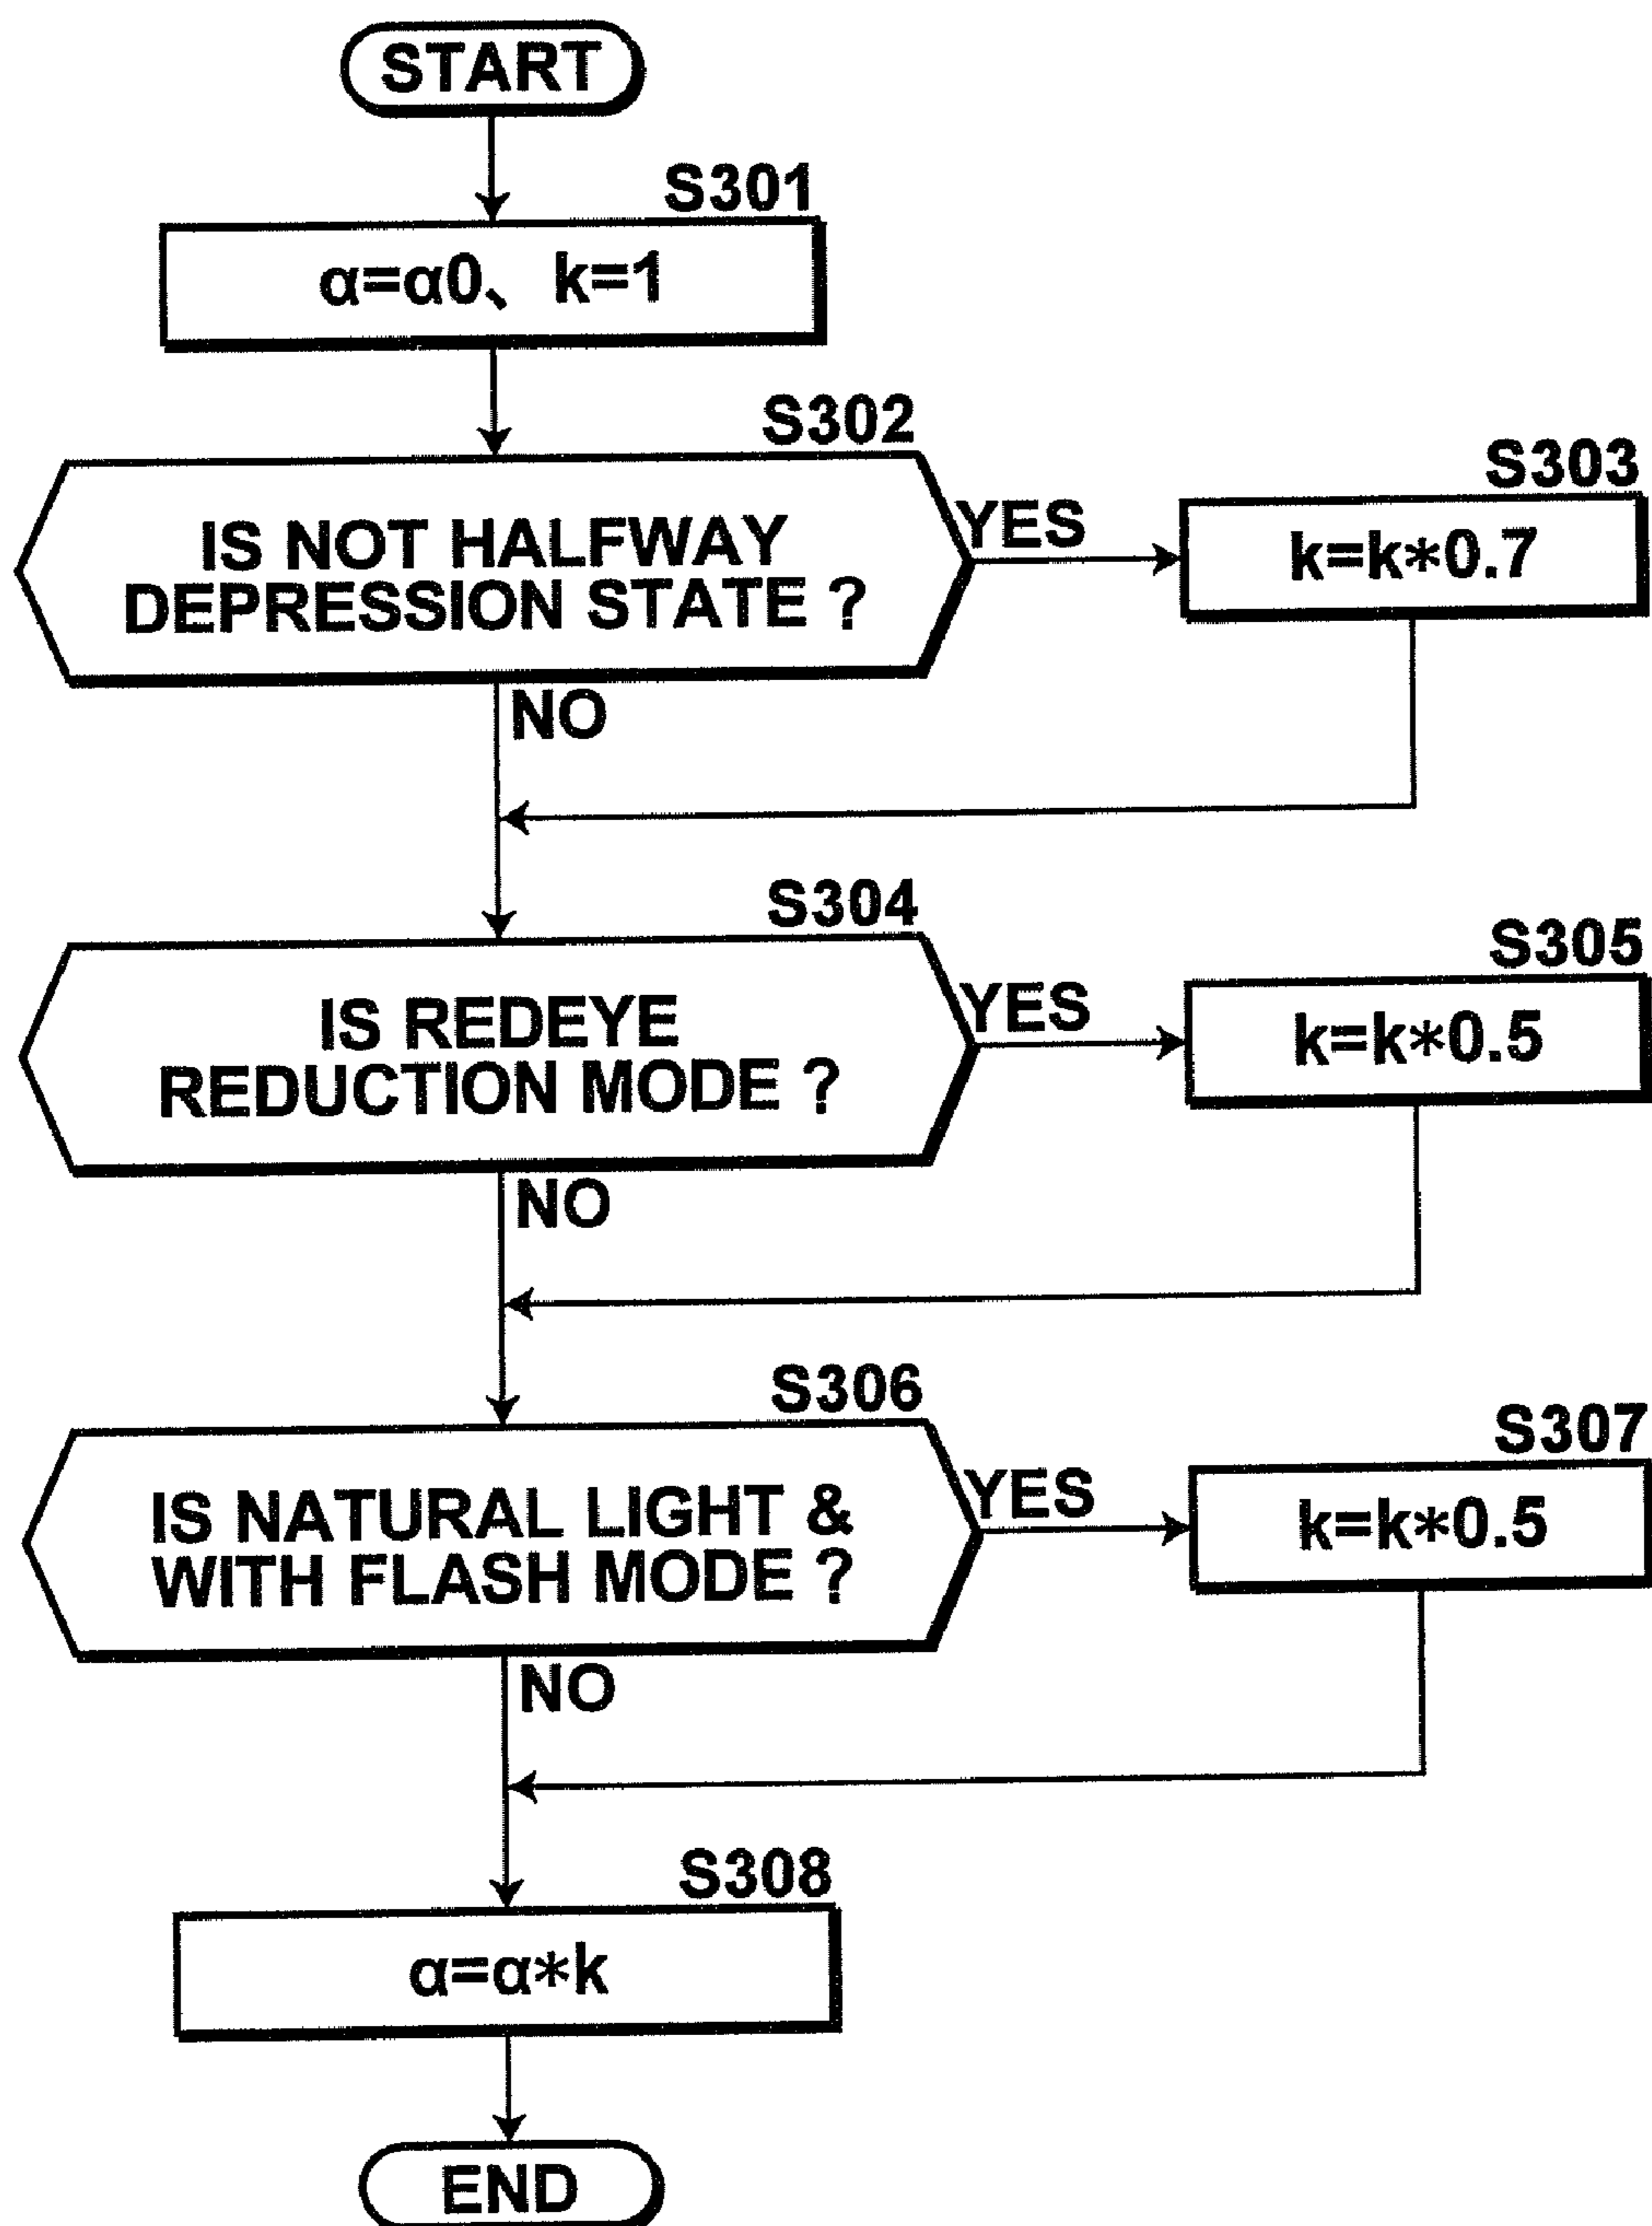 START
S301
α=α0、 k=1
S302
IS NOT HALFWAY
DEPRESSION STATE ?
YES
S303
k=k*0.7
NO
S304
IS REDEYE
REDUCTION MODE ?
YES
S305
k=k*0.5
NO
S306
IS NATURAL LIGHT &
WITH FLASH MODE ?
YES
S307
k=k*0.5
NO
S308
α=α*k
END